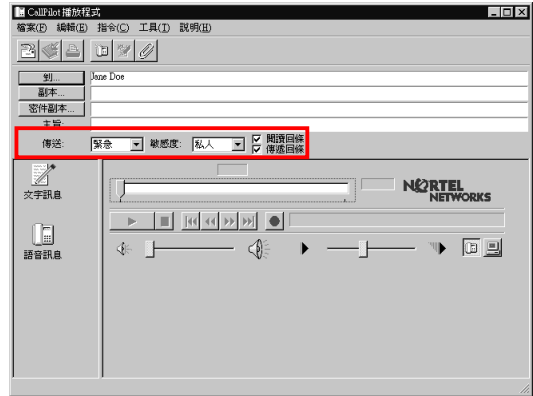 CallPilot 播放程式
檔案(F) 編輯(E) 指令(C) 工具(T) 說明(H)
到... Jane Doe
副本...
密件副本...
主旨:
傳送: 緊急 敏感度: 私人 閱讀回條
傳遞回條
文字訊息
NORTEL
NETWORKS
語音訊息